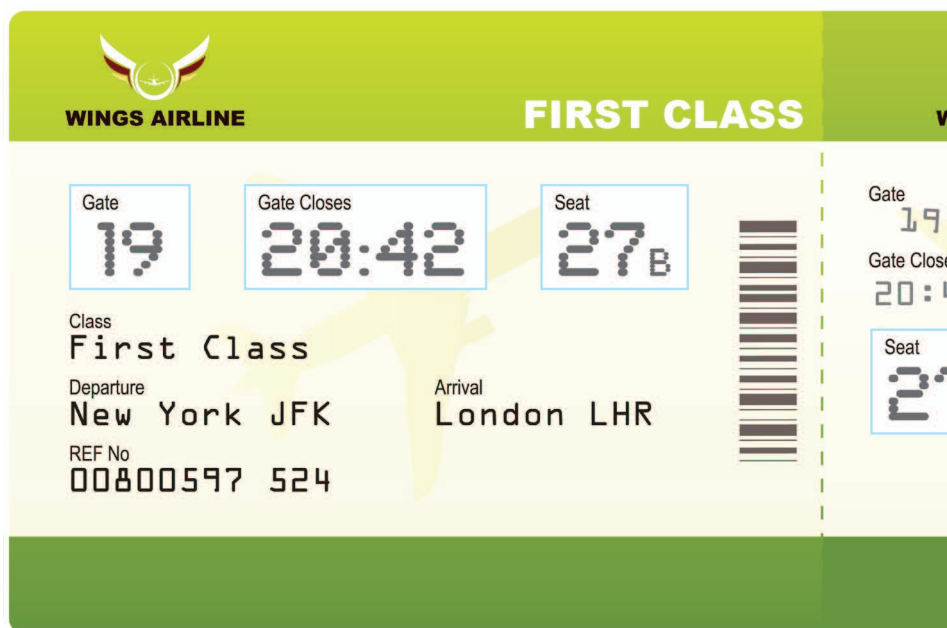 WINGS AIRLINE
FIRST CLASS
Gate
19
Gate Closes
20:42
Seat
27B
Class
First Class
Departure
New York JFK
Arrival
London LHR
REF No
00800597 524
Gate
19
Gate
Seat